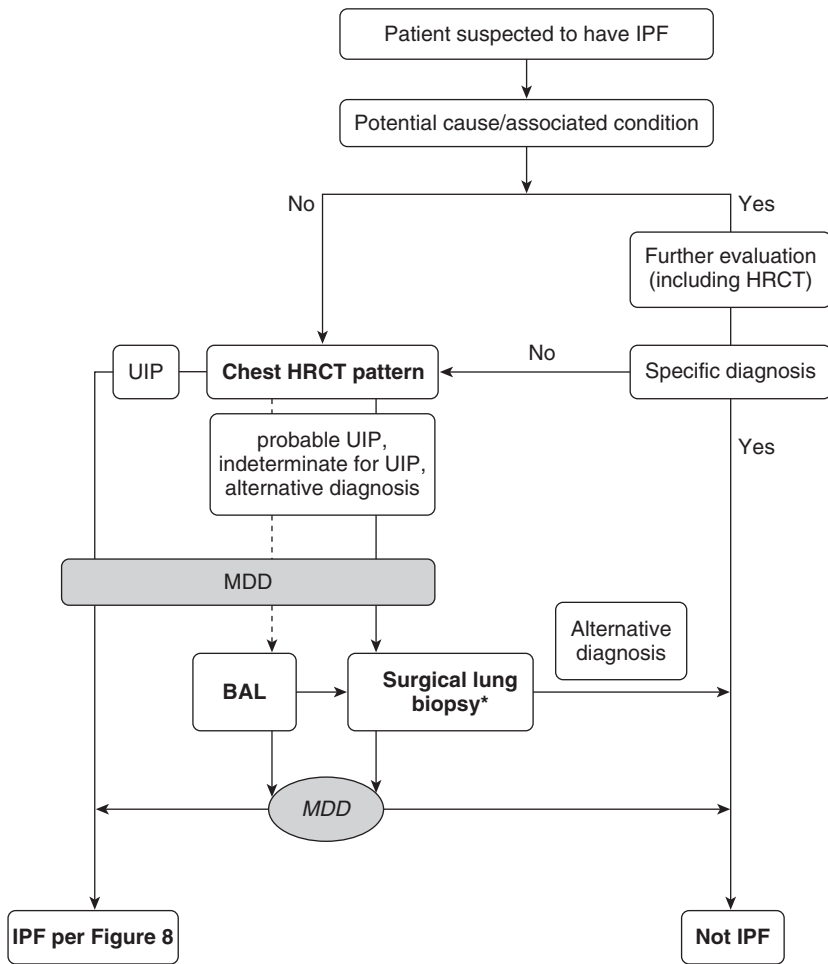 Patient suspected to have IPF
Potential cause/associated condition
No
Yes
Further evaluation
(including HRCT)
UIP
Chest HRCT pattern
No
Specific diagnosis
probable UIP,
indeterminate for UIP,
alternative diagnosis
Yes
MDD
Alternative
diagnosis
BAL
Surgical lung
biopsy*
MDD
IPF per Figure 8
Not IPF